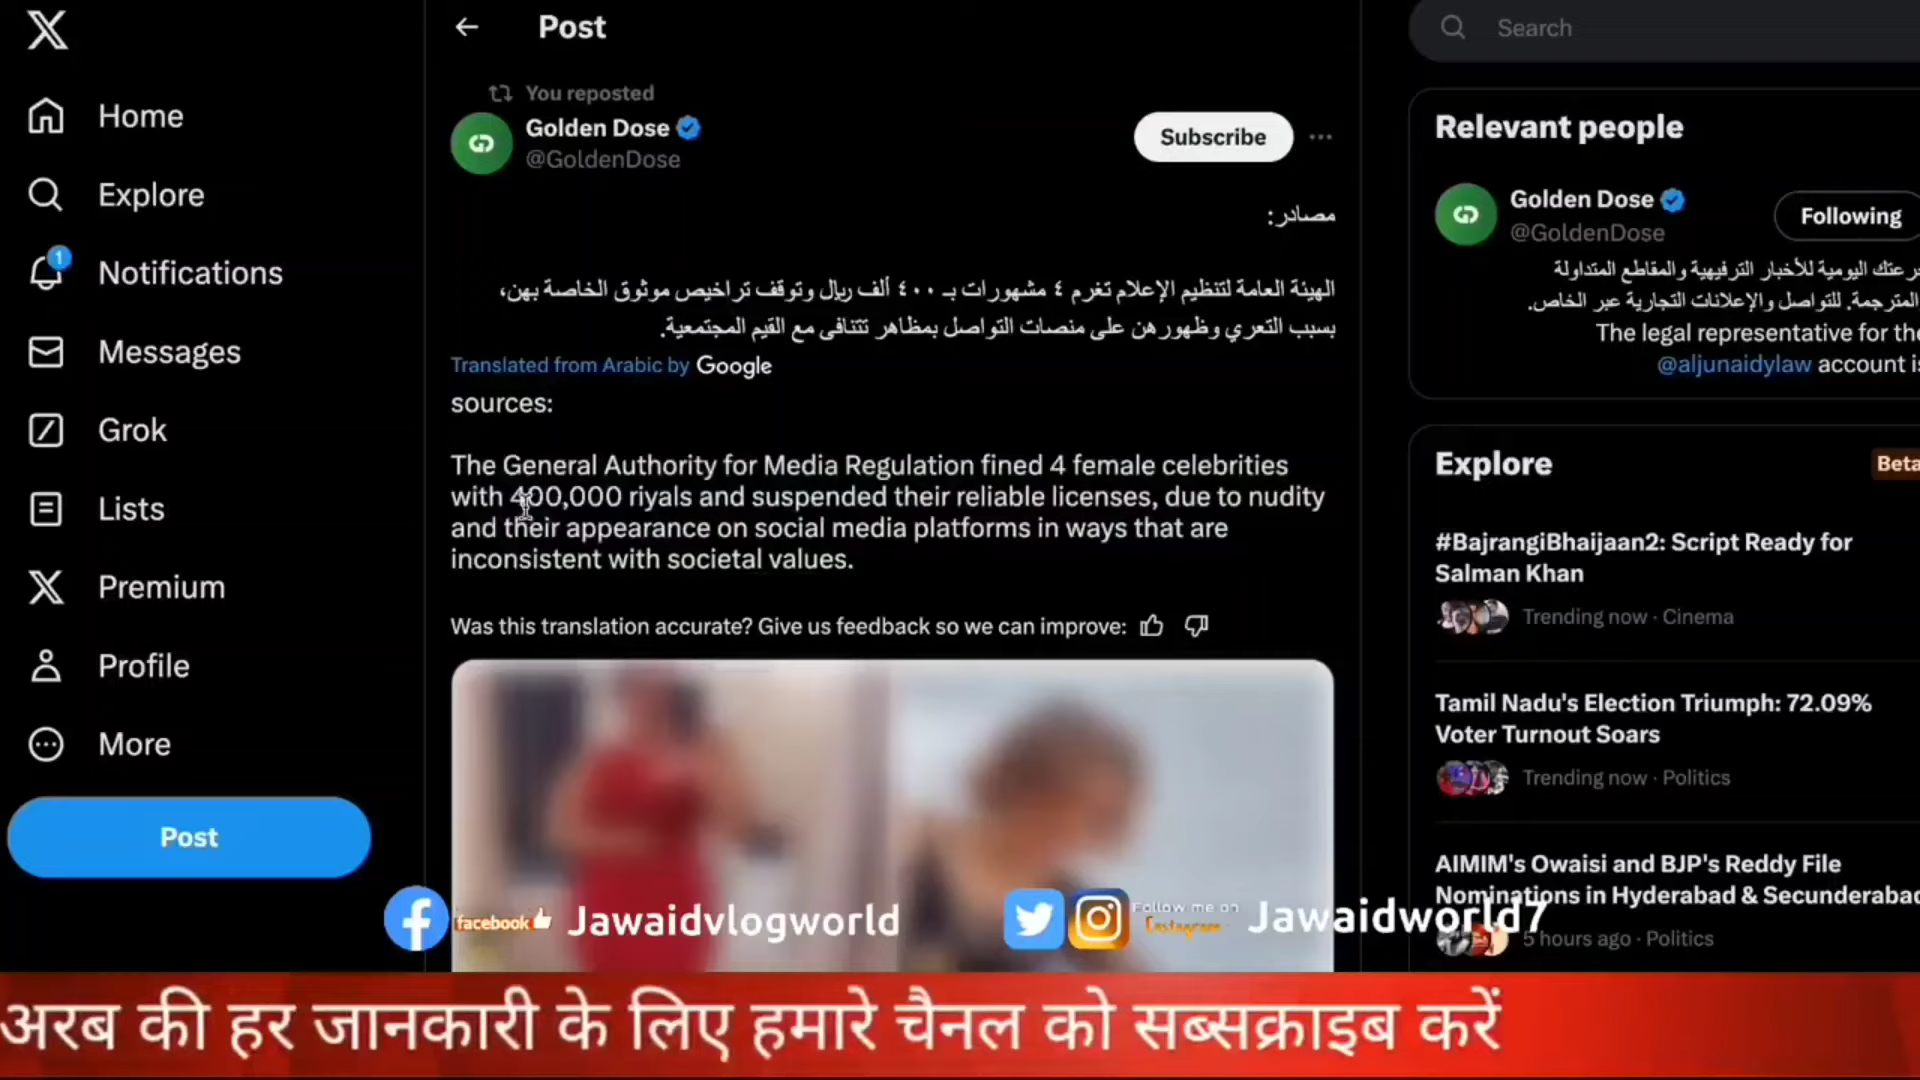 Post
Search
Home
Explore
1
Notifications
Messages
Grok
Lists
Premium
Profile
More
Post
You reposted
Golden Dose
@GoldenDose
Subscribe
مصادر:
الهيئة العامة لتنظيم الإعلام تغرم ٤ مشهورات بـ ٤٠٠ ألف ريال وتوقف تراخيص موثوق الخاصة بهن،
بسبب التعري وظهورهن على منصات التواصل بمظاهر تتنافى مع القيم المجتمعية.
Translated from Arabic by Google
sources:
The General Authority for Media Regulation fined 4 female celebrities
with 400,000 riyals and suspended their reliable licenses, due to nudity
and their appearance on social media platforms in ways that are
inconsistent with societal values.
Was this translation accurate? Give us feedback so we can improve:
Relevant people
Golden Dose
@GoldenDose
Following
اليومية للأخبار الترفيهية والمقاطع المتداولة
المترجمة. للتواصل والإعلانات التجارية عبر الخاص.
The legal representative for the
@aljunaidylaw account is
Explore
Beta
#BajrangiBhaijaan2: Script Ready for
Salman Khan
Trending now · Cinema
Tamil Nadu's Election Triumph: 72.09%
Voter Turnout Soars
Trending now · Politics
AIMIM's Owaisi and BJP's Reddy File
Nominations in Hyderabad & Secunderabad
5 hours ago · Politics
facebook Jawaidvlogworld
Follow me on
Instagram
Jawaidworld7
अरब की हर जानकारी के लिए हमारे चैनल को सब्सक्राइब करें